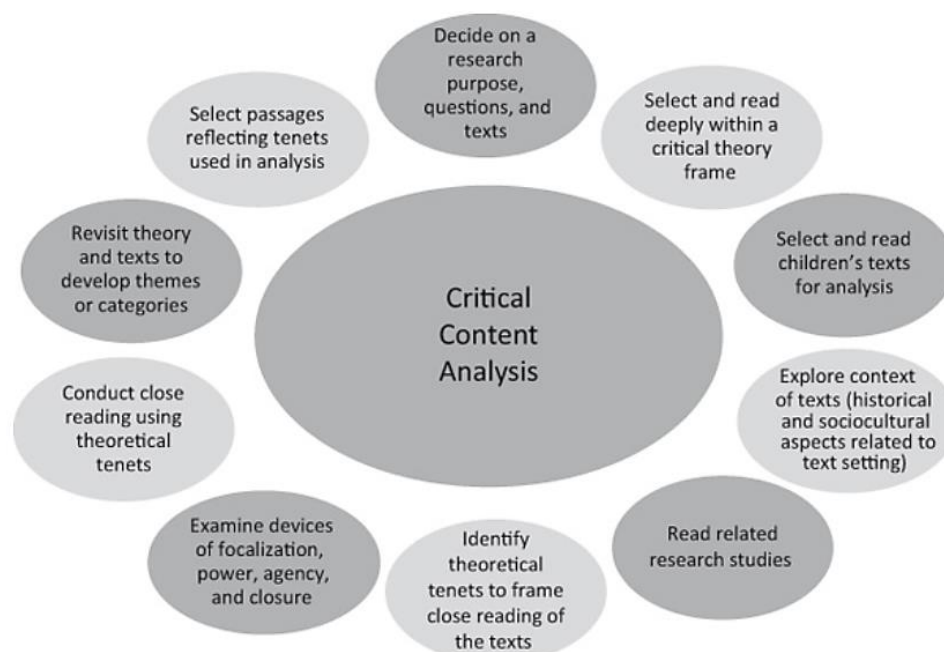 Decide on a
research
purpose,
questions, and
texts
Select and read
deeply within a
critical theory
frame
Select and read
children's texts
for analysis
Explore context
of texts (historical
and sociocultural
aspects related to
text setting)
Read related
research studies
Identify
theoretical
tenets to frame
close reading of
the texts
Examine devices
of focalization,
power, agency,
and closure
Conduct close
reading using
theoretical
tenets
Revisit theory
and texts to
develop themes
or categories
Select passages
reflecting tenets
used in analysis
Critical
Content
Analysis